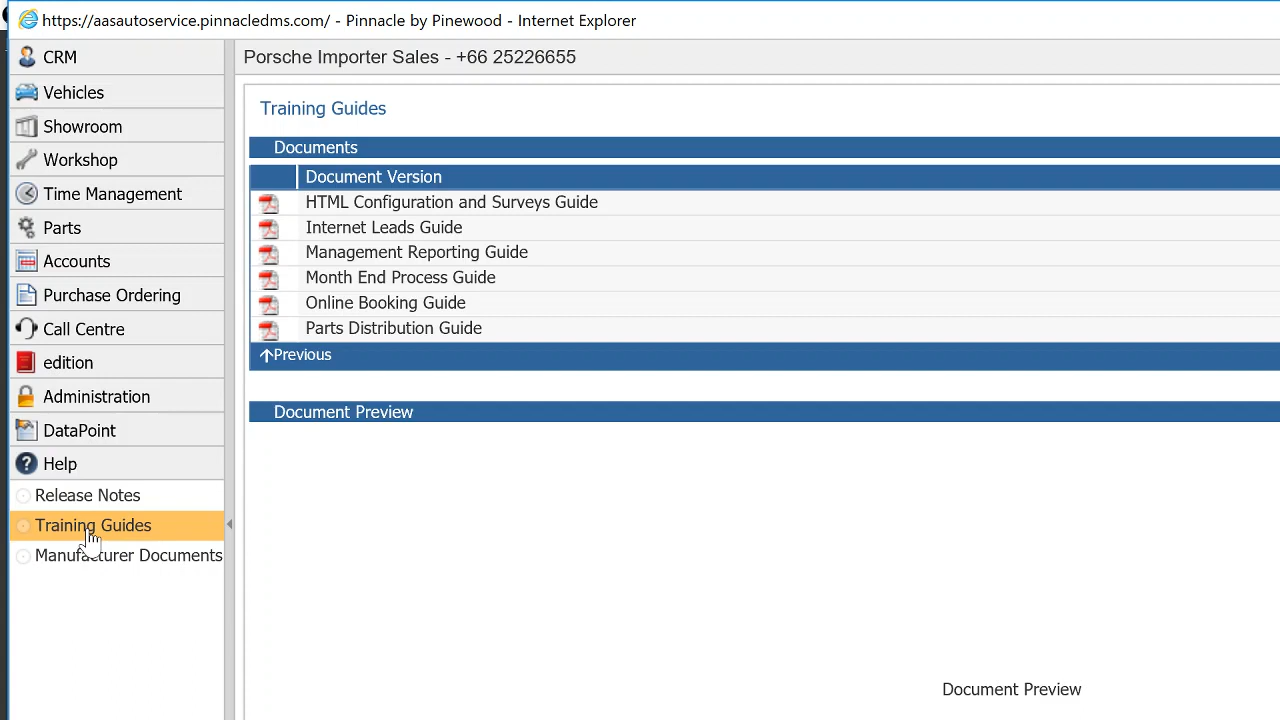 https://aasautoservice.pinnacledms.com/ - Pinnacle by Pinewood - Internet Explorer
CRM
Vehicles
Showroom
Workshop
Time Management
Parts
Accounts
Purchase Ordering
Call Centre
edition
Administration
DataPoint
Help
Release Notes
Training Guides
Manufacturer Documents
Porsche Importer Sales - +66 25226655
Training Guides
Documents
Document Version
HTML Configuration and Surveys Guide
Internet Leads Guide
Management Reporting Guide
Month End Process Guide
Online Booking Guide
Parts Distribution Guide
Previous
Document Preview
Document Preview